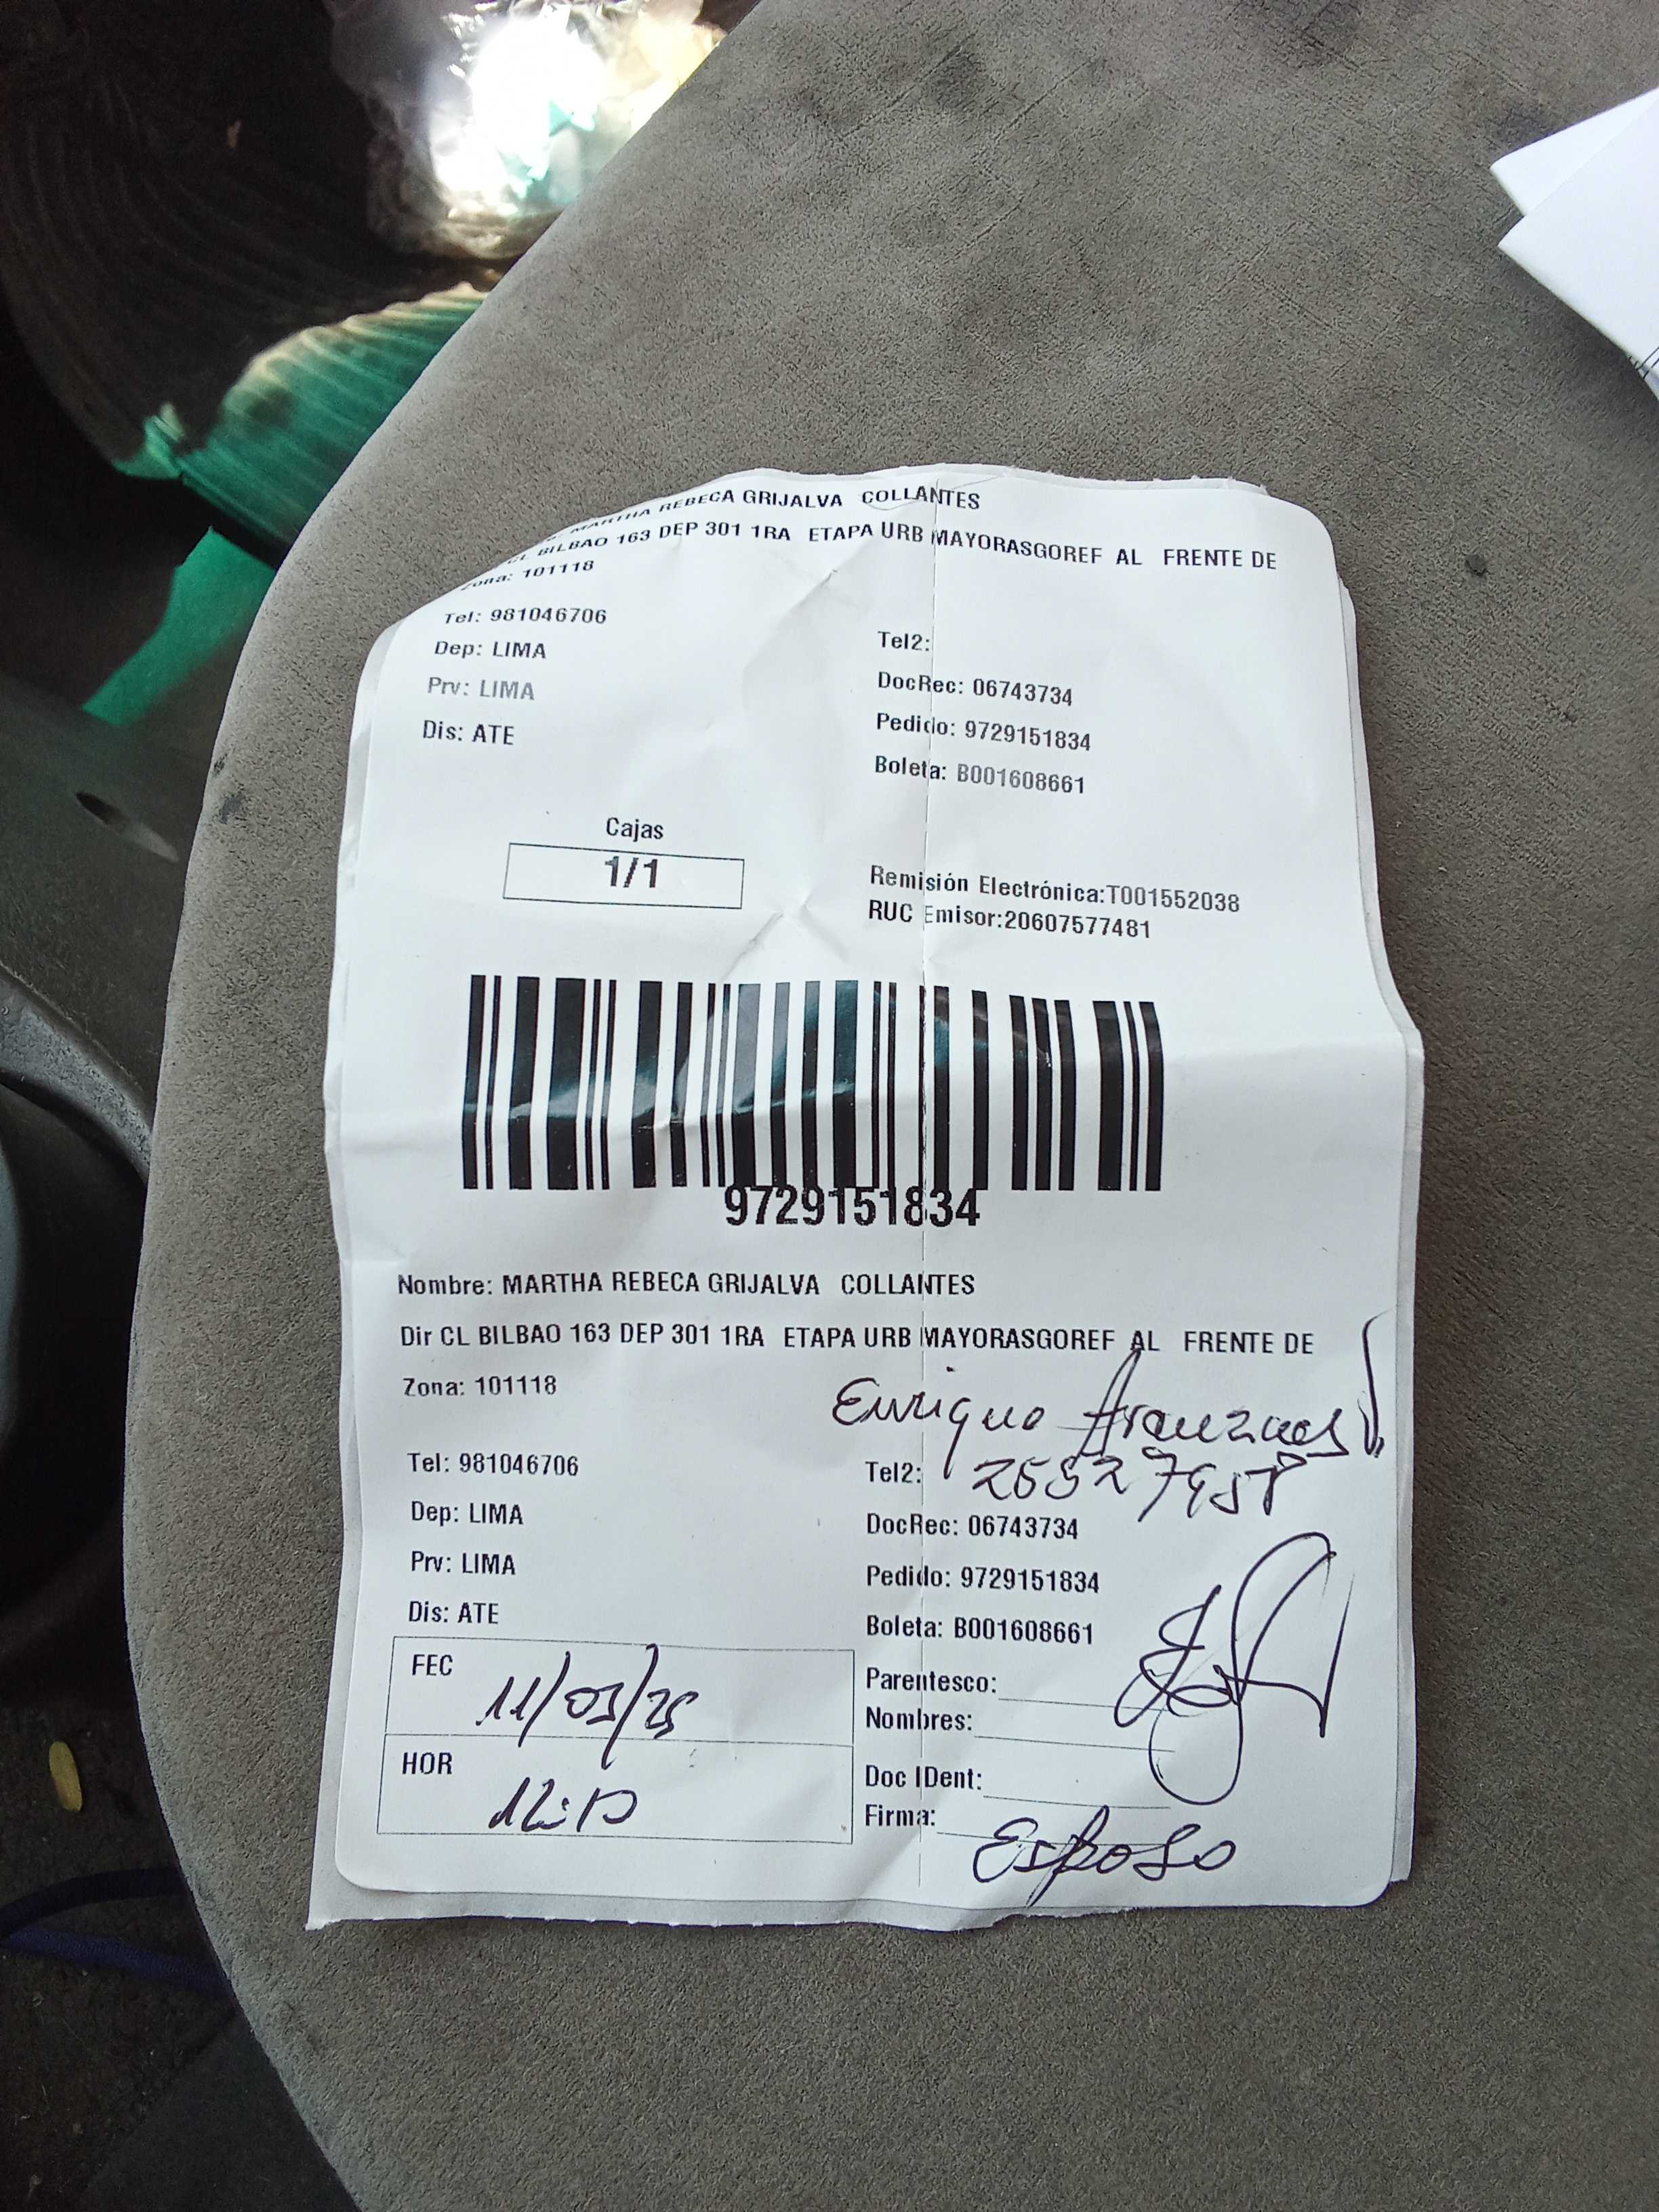 MARTHA REBECA GRIJALVA COLLANTES
CL BILBAO 163 DEP 301 1RA ETAPA URB MAYORASGOREF AL FRENTE DE
Zona: 101118
Tel: 981046706
Tel2:
Dep: LIMA
DocRec: 06743734
Prv: LIMA
Pedido: 9729151834
Dis: ATE
Boleta: B001608661
Cajas
1/1
Remisión Electrónica:T001552038
RUC Emisor:20607577481
9729151834
Nombre: MARTHA REBECA GRIJALVA COLLANTES
Dir CL BILBAO 163 DEP 301 1RA ETAPA URB MAYORASGOREF AL FRENTE DE
Zona: 101118
Enrique
Tel: 981046706
Tel2:
Dep: LIMA
DocRec: 06743734
Prv: LIMA
Pedido: 9729151834
Dis: ATE
Boleta: B001608661
FEC 11/03/25
Parentesco:
Nombres:
HOR
Doc IDent:
Firma:
Esposo